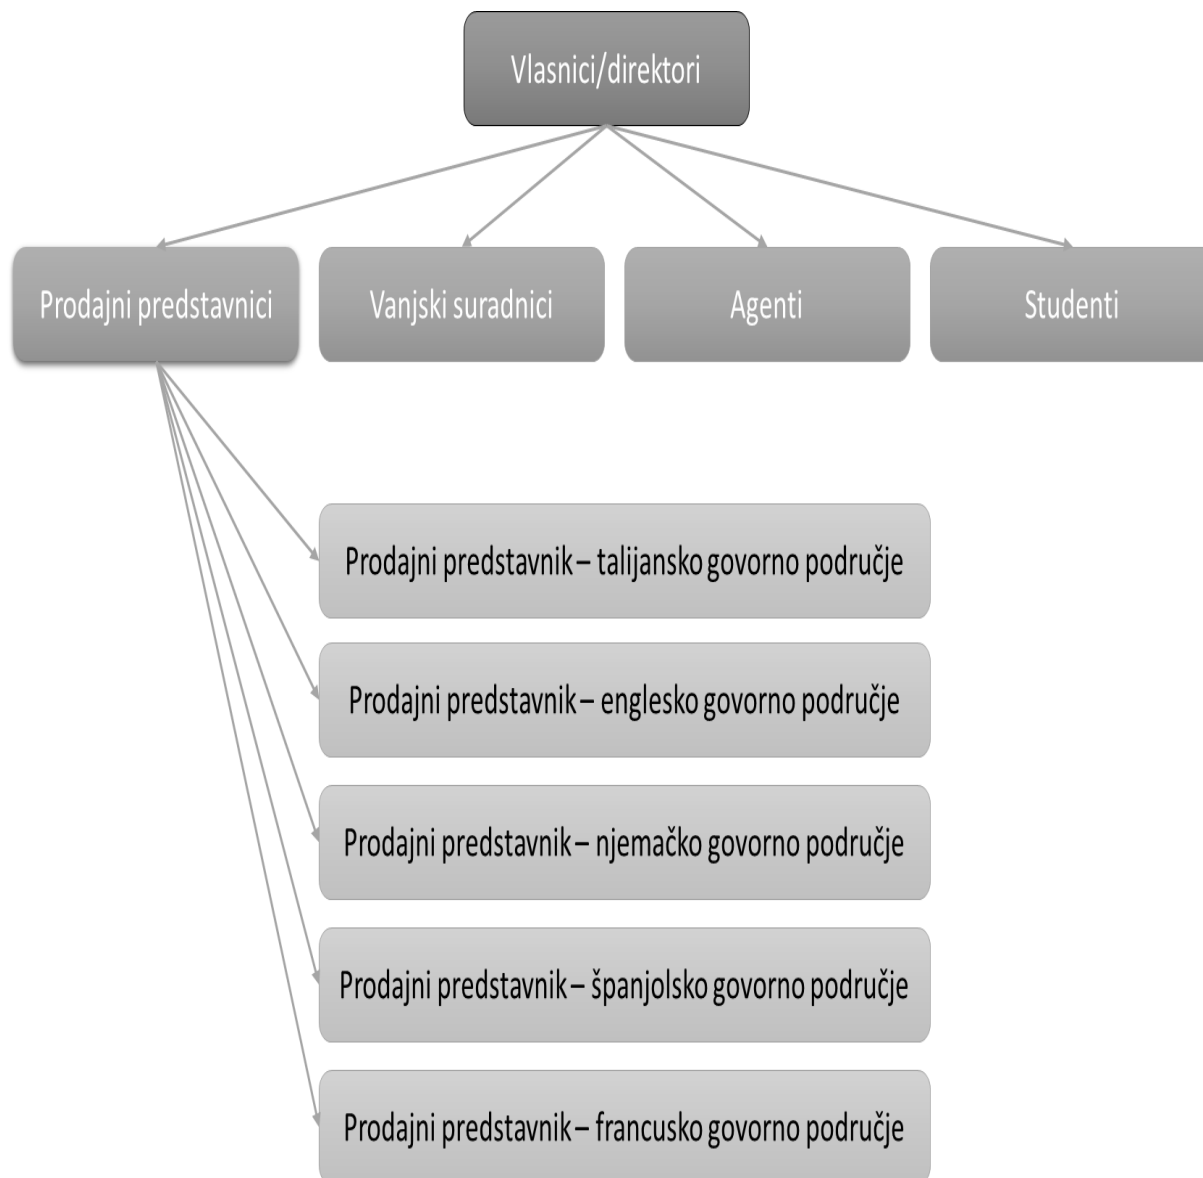 Vlasnici/direktori
Prodajni predstavnici
Vanjski suradnici
Agenti
Studenti
Prodajni predstavnik – talijansko govorno područje
Prodajni predstavnik – englesko govorno područje
Prodajni predstavnik – njemačko govorno područje
Prodajni predstavnik – španjolsko govorno područje
Prodajni predstavnik – francusko govorno područje